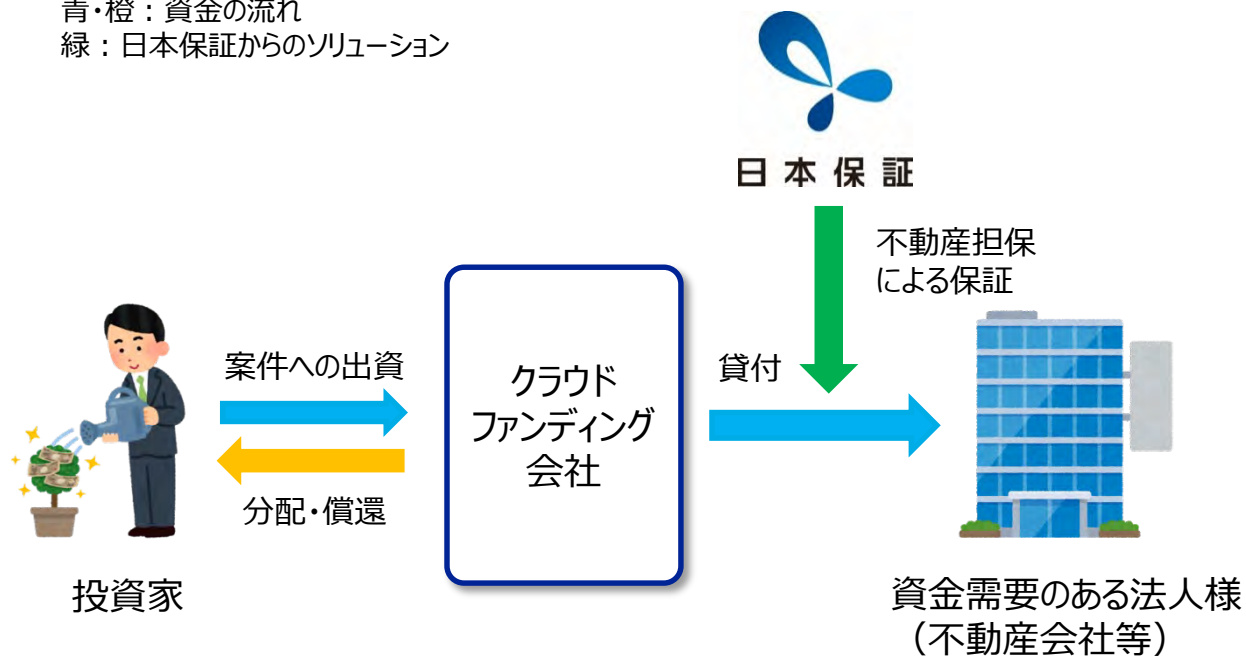 青・橙：資金の流れ
緑：日本保証からのソリューション
日本保証
不動産担保
による保証
案件への出資
クラウド
ファンディング
会社
貸付
分配・償還
投資家
資金需要のある法人様
（不動産会社等）